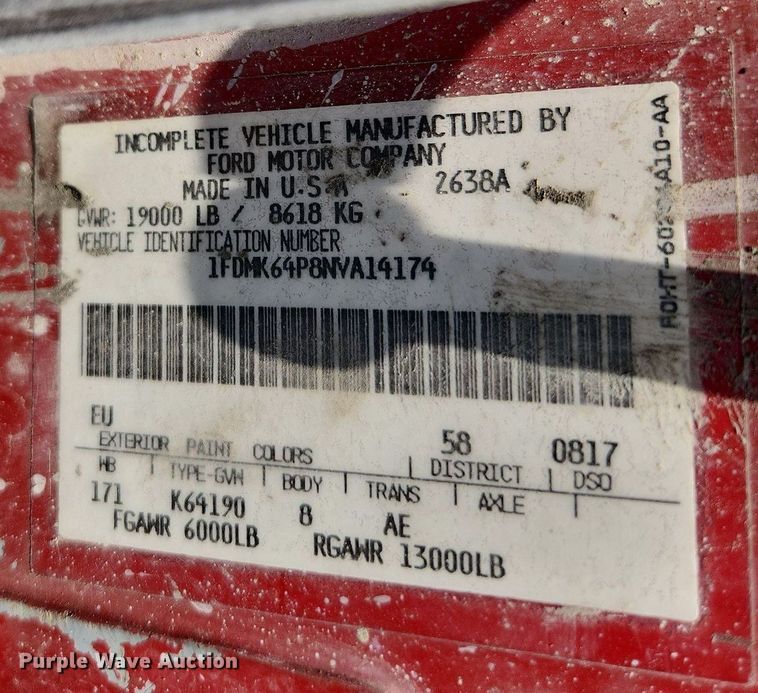 INCOMPLETE VEHICLE MANUFACTURED BY
FORD MOTOR COMPANY
MADE IN U.S.A 2638A
GVWR: 19000 LB / 8618 KG
VEHICLE IDENTIFICATION NUMBER
1FDMK64P8NVA14174
EU 58 0817
EXTERIOR PAINT COLORS DISTRICT DSO
WB TYPE-GVW BODY TRANS AXLE
171 K64190 8 AE
FGAWR 6000LB RGAWR 13000LB
Purple Wave Auction